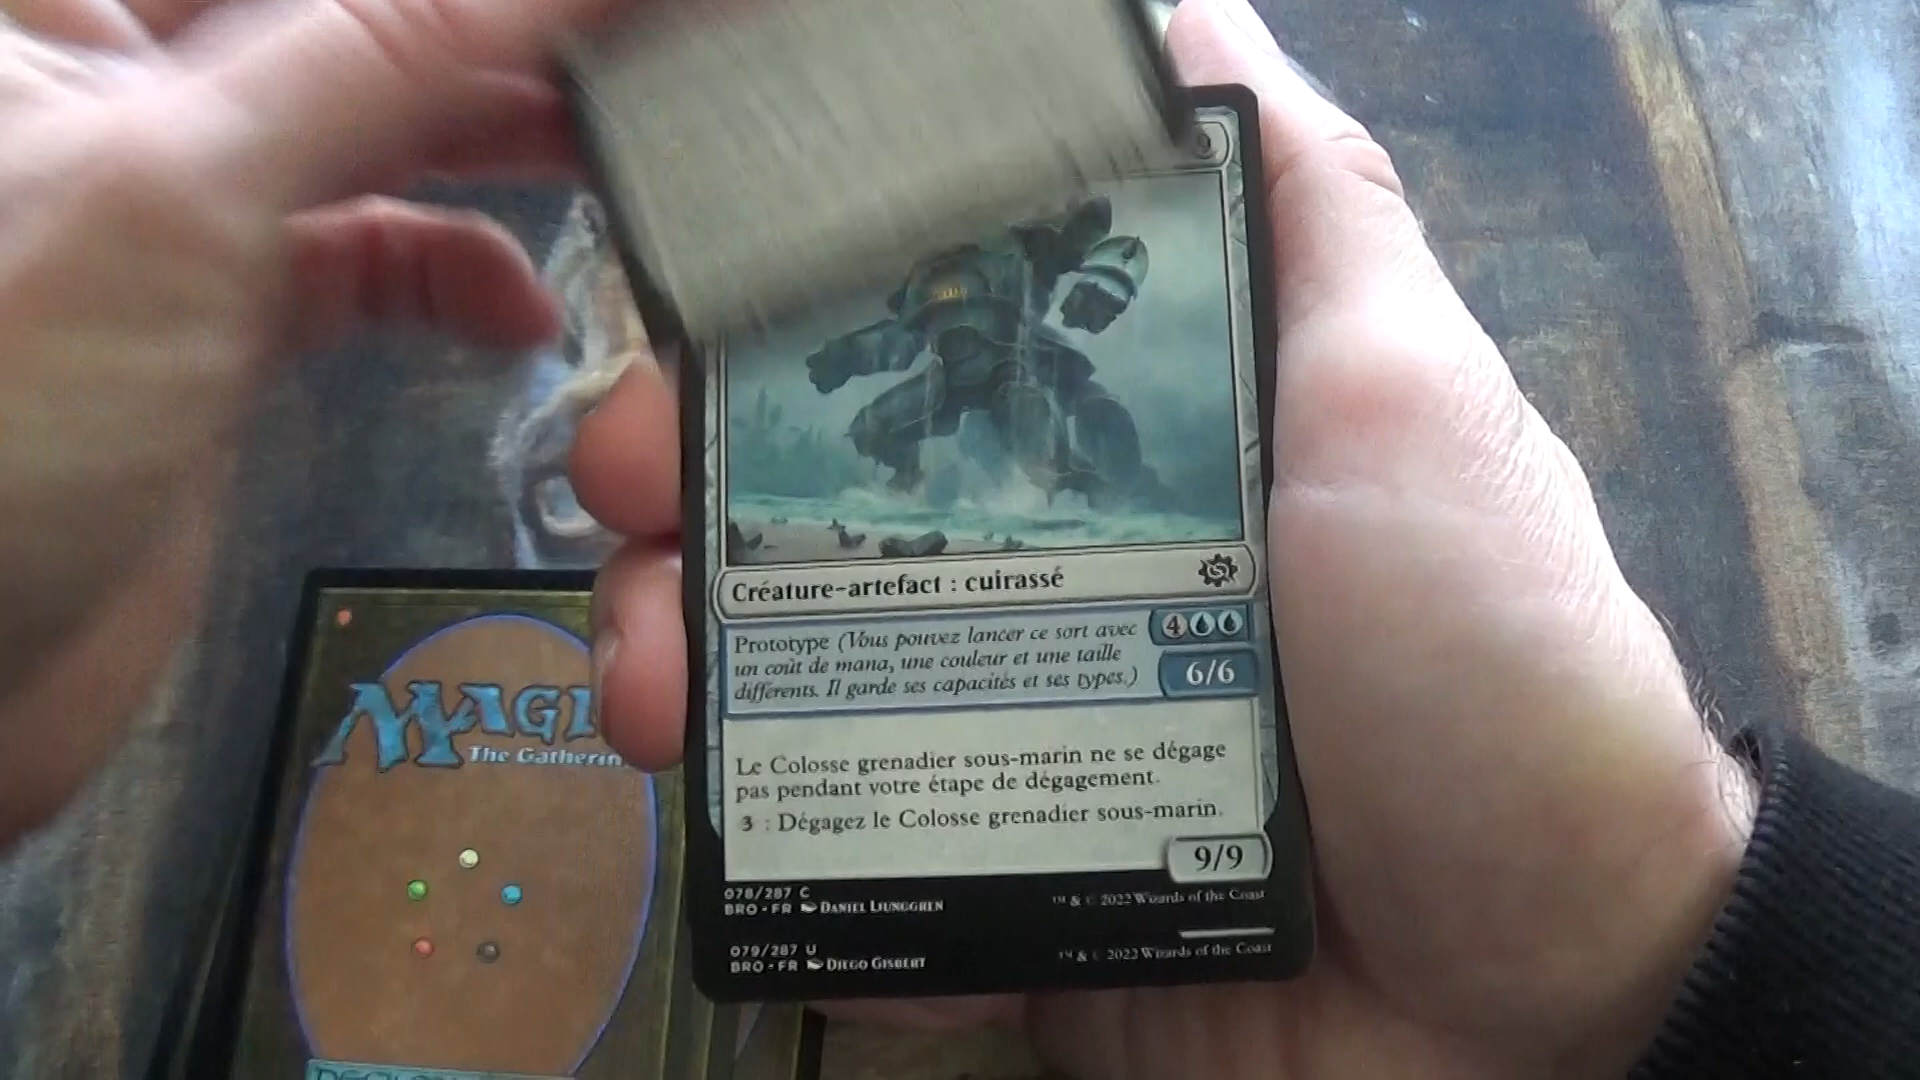 9
Créature-artefact : cuirassé
Prototype (Vous pouvez lancer ce sort avec
un coût de mana, une couleur et une taille
différents. Il garde ses capacités et ses types.)
4
6/6
Le Colosse grenadier sous-marin ne se dégage
pas pendant votre étape de dégagement.
3 : Dégagez le Colosse grenadier sous-marin.
9/9
078/287 C
BRO • FR DANIEL LJUNGGREN
™ & © 2022 Wizards of the Coast
079/287 U
BRO • FR DIEGO GISBERT
™ & © 2022 Wizards of the Coast
MAGI
The Gatherin